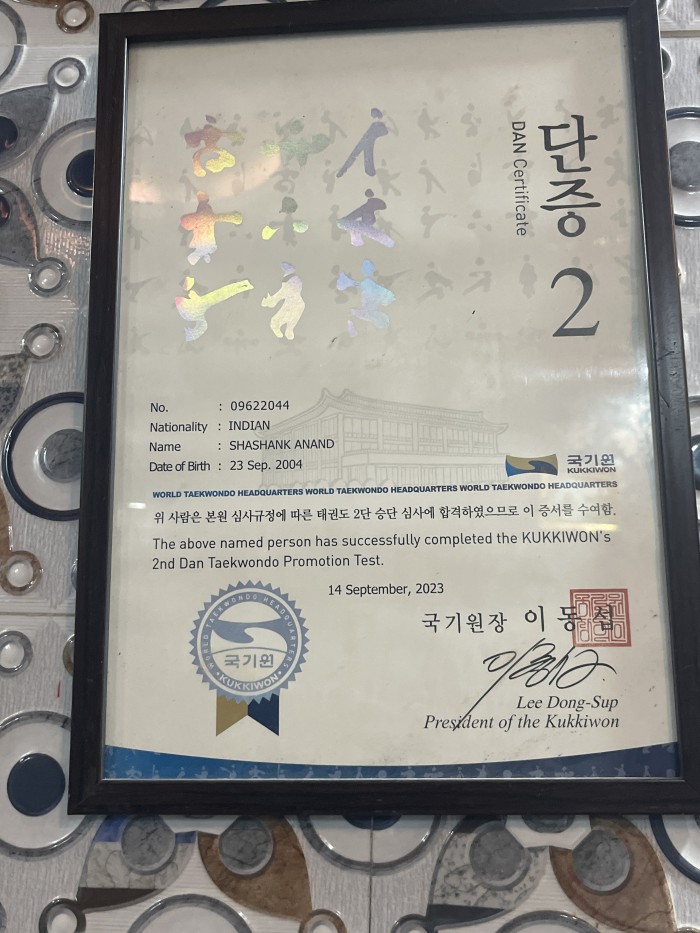 단증
DAN Certificate
2
No. : 09622044
Nationality : INDIAN
Name : SHASHANK ANAND
Date of Birth : 23 Sep. 2004
국기원
KUKKIWON
WORLD TAEKWONDO HEADQUARTERS WORLD TAEKWONDO HEADQUARTERS WORLD TAEKWONDO HEADQUARTERS
위 사람은 본원 심사규정에 따른 태권도 2단 승단 심사에 합격하였으므로 이 증서를 수여함.
The above named person has successfully completed the KUKKIWON's
2nd Dan Taekwondo Promotion Test.
14 September, 2023
국기원장 이동섭
WORLD TAEKWONDO HEADQUARTERS
국기원
KUKKIWON
Lee Dong-Sup
President of the Kukkiwon